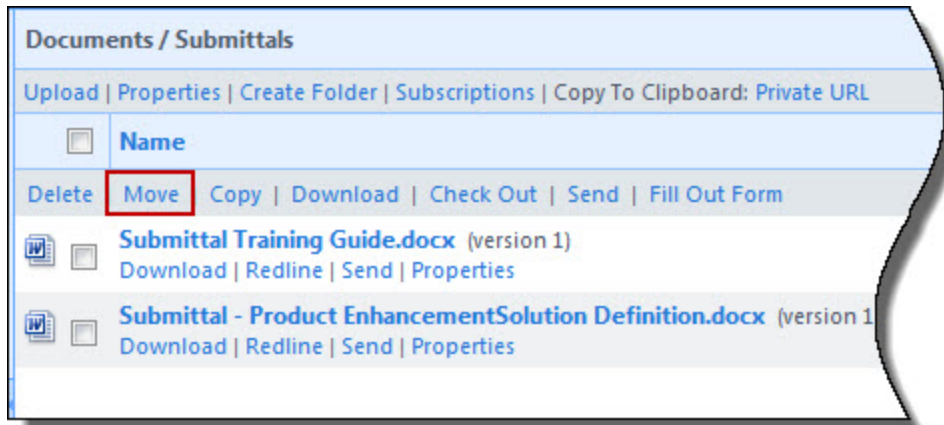 Documents / Submittals
Upload | Properties | Create Folder | Subscriptions | Copy To Clipboard: Private URL
Name
Delete Move Copy | Download | Check Out | Send | Fill Out Form
Submittal Training Guide.docx (version 1)
Download | Redline | Send | Properties
Submittal - Product EnhancementSolution Definition.docx (version 1
Download | Redline | Send | Properties